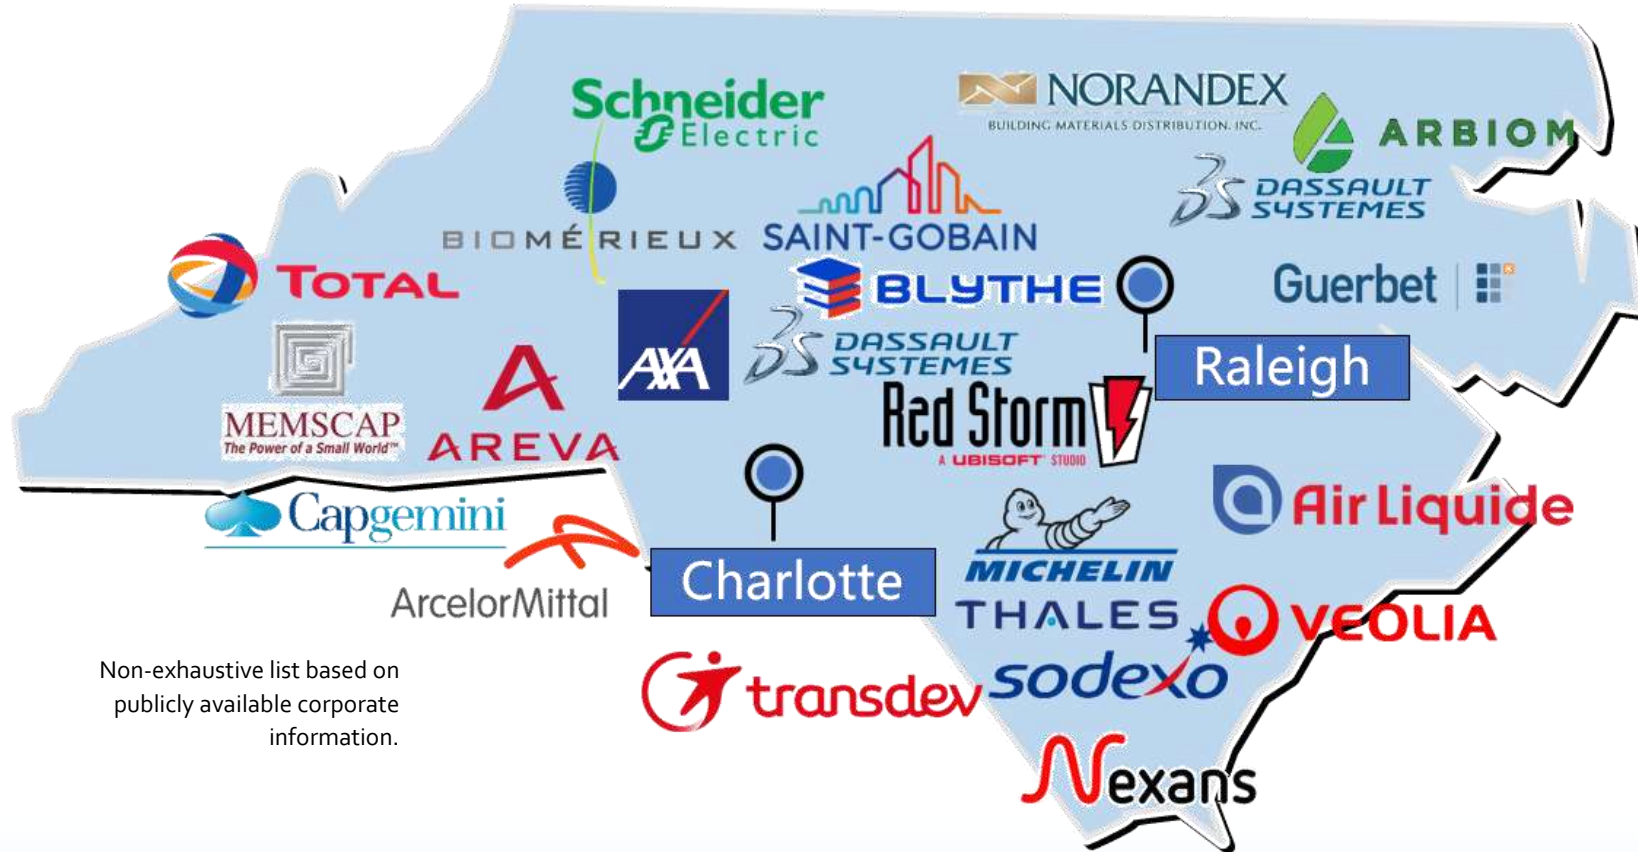 Schneider
Electric
NORANDEX
BUILDING MATERIALS DISTRIBUTION, INC.
ARBIOM
DASSAULT
SYSTEMES
BIOMÉRIEUX
SAINT-GOBAIN
TOTAL
BLYTHE
Guerbet
AXA
DASSAULT
SYSTEMES
Raleigh
MEMSCAP
The Power of a Small World™
AREVA
Red Storm
A UBISOFT STUDIO
Capgemini
Air Liquide
ArcelorMittal
Charlotte
MICHELIN
THALES
VEOLIA
transdev
sodexo
Nexans
Non-exhaustive list based on
publicly available corporate
information.